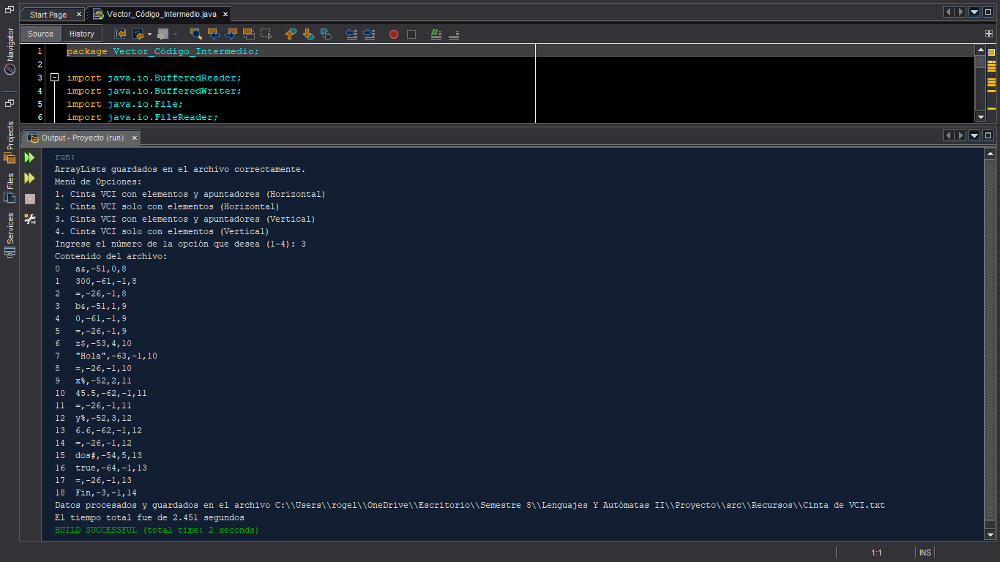 Start Page
Vector_Código_Intermedio.java
Source
History
Navigator
Projects
Files
Services
1 package Vector_Código_Intermedio;
2
3 import java.io.BufferedReader;
4 import java.io.BufferedWriter;
5 import java.io.File;
6 import java.io.FileReader;
Output - Proyecto (run)
run:
ArrayLists guardados en el archivo correctamente.
Menú de Opciones:
1. Cinta VCI con elementos y apuntadores (Horizontal)
2. Cinta VCI solo con elementos (Horizontal)
3. Cinta VCI con elementos y apuntadores (Vertical)
4. Cinta VCI solo con elementos (Vertical)
Ingrese el número de la opción que desea (1-4): 3
Contenido del archivo:
0 a&,-51,0,8
1 300,-61,-1,8
2 =,-26,-1,8
3 b&,-51,1,9
4 0,-61,-1,9
5 =,-26,-1,9
6 z$,-53,4,10
7 "Hola",-63,-1,10
8 =,-26,-1,10
9 x%,-52,2,11
10 45.5,-62,-1,11
11 =,-26,-1,11
12 y%,-52,3,12
13 6.6,-62,-1,12
14 =,-26,-1,12
15 dos#,-54,5,13
16 true,-64,-1,13
17 =,-26,-1,13
18 Fin,-3,-1,14
Datos procesados y guardados en el archivo C:\\Users\\rogel\\OneDrive\\Escritorio\\Semestre 8\\Lenguajes Y Autómatas II\\Proyecto\\src\\Recursos\\Cinta de VCI.txt
El tiempo total fue de 2.451 segundos
BUILD SUCCESSFUL (total time: 2 seconds)
1:1
INS